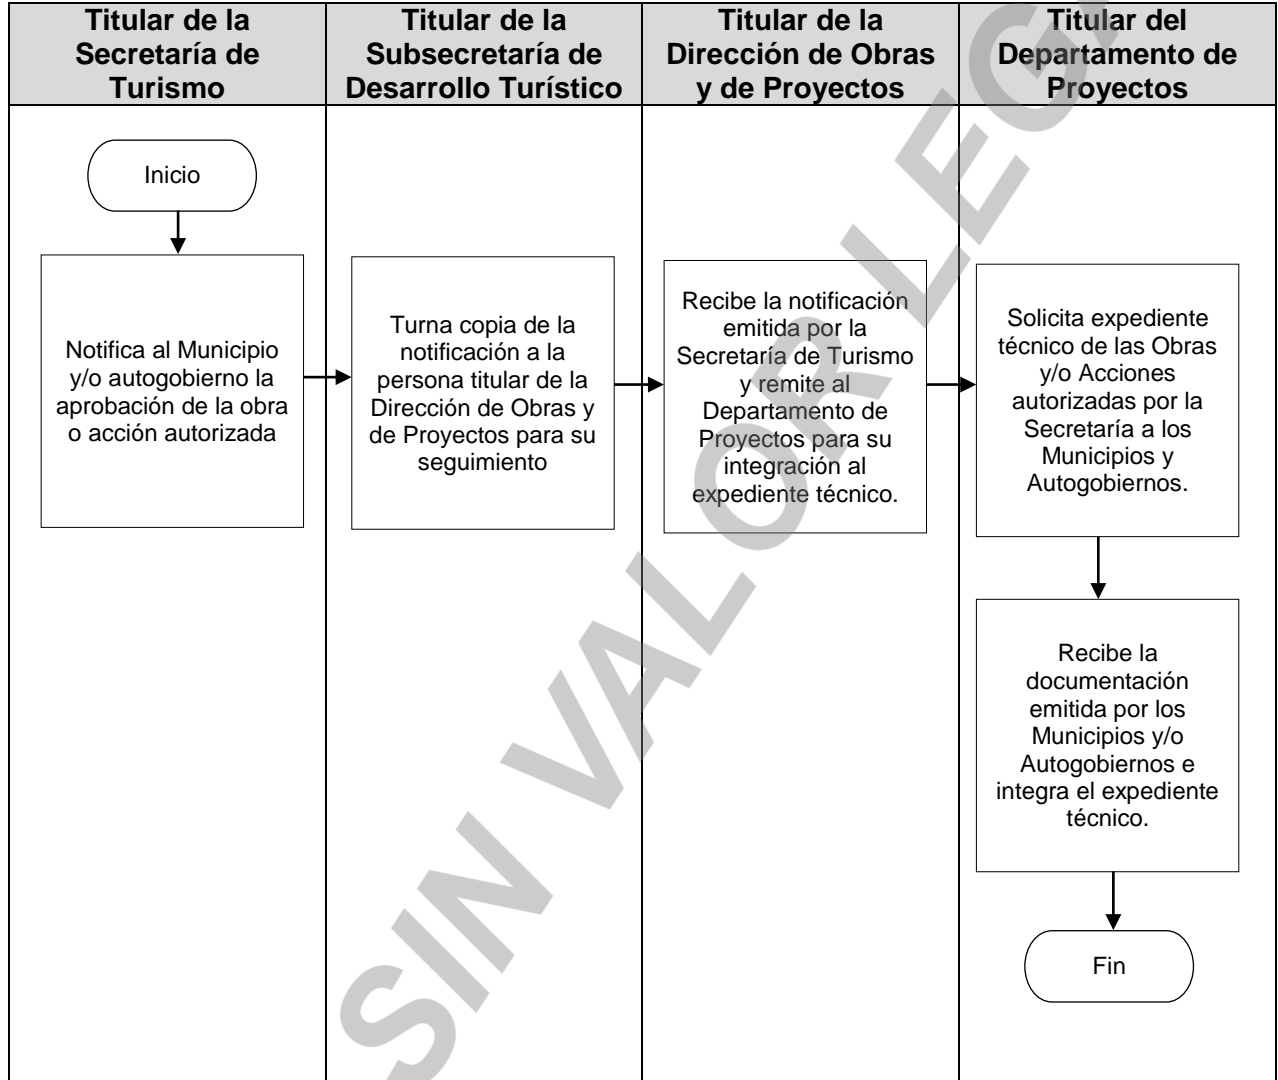 Titular de la
Secretaría de
Turismo
Titular de la
Subsecretaría de
Desarrollo Turístico
Titular de la
Dirección de Obras
y de Proyectos
Titular del
Departamento de
Proyectos
Inicio
Notifica al Municipio
y/o autogobierno la
aprobación de la obra
o acción autorizada
Turna copia de la
notificación a la
persona titular de la
Dirección de Obras y
de Proyectos para su
seguimiento
Recibe la notificación
emitida por la
Secretaría de Turismo
y remite al
Departamento de
Proyectos para su
integración al
expediente técnico.
Solicita expediente
técnico de las Obras
y/o Acciones
autorizadas por la
Secretaría a los
Municipios y
Autogobiernos.
Recibe la
documentación
emitida por los
Municipios y/o
Autogobiernos e
integra el expediente
técnico.
Fin
SIN VALOR LEGA